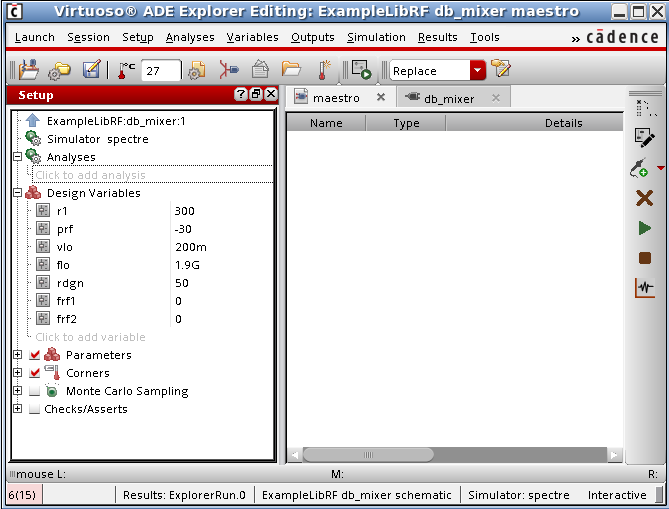 Virtuoso® ADE Explorer Editing: ExampleLibRF db_mixer maestro
Launch Session Setup Analyses Variables Outputs Simulation Results Tools » cādence
27 Replace
Setup
maestro db_mixer
Name Type Details
ExampleLibRF:db_mixer:1
Simulator spectre
Analyses
Click to add analysis
Design Variables
r1 300
prf -30
vlo 200m
flo 1.9G
rdgn 50
frf1 0
frf2 0
Click to add variable
Parameters
Corners
Monte Carlo Sampling
Checks/Asserts
mouse L: M: R:
6(15) Results: ExplorerRun.0 ExampleLibRF db_mixer schematic Simulator: spectre Interactive